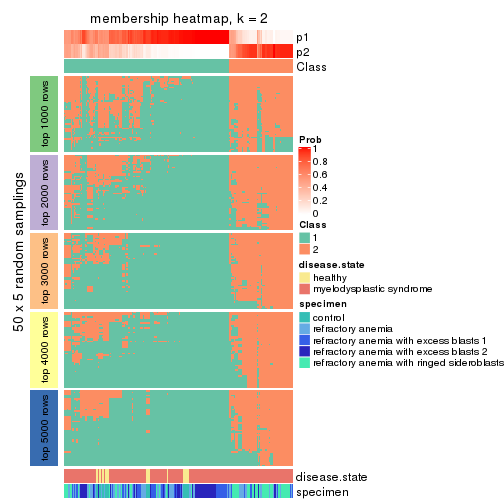 membership heatmap, k = 2
p1
p2
Class
50 x 5 random samplings
top 1000 rows
top 2000 rows
top 3000 rows
top 4000 rows
top 5000 rows
disease.state
specimen
Prob
1
0.8
0.6
0.4
0.2
0
Class
1
2
disease.state
healthy
myelodysplastic syndrome
specimen
control
refractory anemia
refractory anemia with excess blasts 1
refractory anemia with excess blasts 2
refractory anemia with ringed sideroblasts